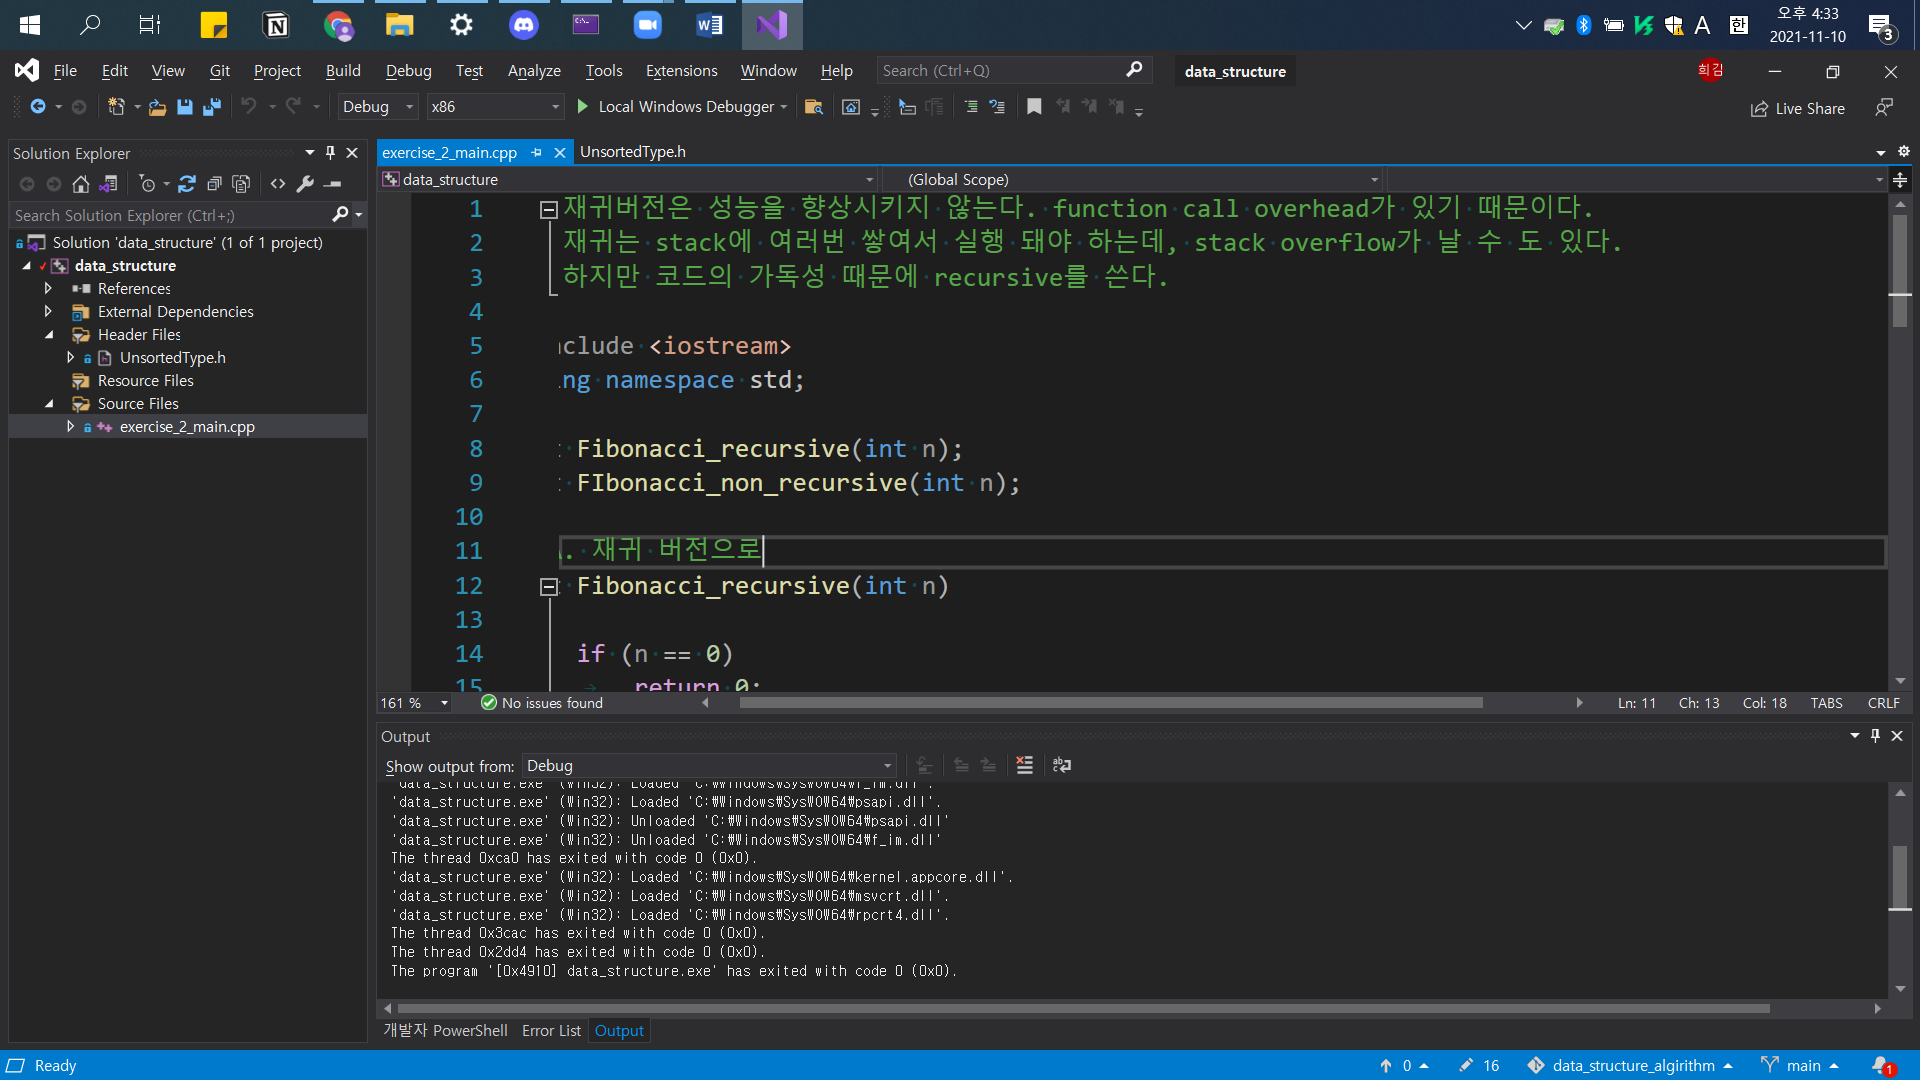 오후 4:33
2021-11-10
A
한
3
File Edit View Git Project Build Debug Test Analyze Tools Extensions Window Help Search (Ctrl+Q) data_structure 희김
Debug x86 Local Windows Debugger Live Share
Solution Explorer
Search Solution Explorer (Ctrl+;)
Solution 'data_structure' (1 of 1 project)
data_structure
References
External Dependencies
Header Files
UnsortedType.h
Resource Files
Source Files
exercise_2_main.cpp
exercise_2_main.cpp UnsortedType.h
data_structure (Global Scope)
1 재귀버전은 성능을 향상시키지 않는다. function call overhead가 있기 때문이다.
2 재귀는 stack에 여러번 쌓여서 실행 돼야 하는데, stack overflow가 날 수 도 있다.
3 하지만 코드의 가독성 때문에 recursive를 쓴다.
4
5 clude <iostream>
6 ng namespace std;
7
8 Fibonacci_recursive(int n);
9 FIbonacci_non_recursive(int n);
10
11 . 재귀 버전으로
12 Fibonacci_recursive(int n)
13
14 if (n == 0)
15 return 0;
161 % No issues found Ln: 11 Ch: 13 Col: 18 TABS CRLF
Output
Show output from: Debug
'data_structure.exe' (Win32): Loaded 'C:₩Windows₩SysWOW64₩f_im.dll'.
'data_structure.exe' (Win32): Loaded 'C:₩Windows₩SysWOW64₩psapi.dll'.
'data_structure.exe' (Win32): Unloaded 'C:₩Windows₩SysWOW64₩psapi.dll'
'data_structure.exe' (Win32): Unloaded 'C:₩Windows₩SysWOW64₩f_im.dll'
The thread 0xca0 has exited with code 0 (0x0).
'data_structure.exe' (Win32): Loaded 'C:₩Windows₩SysWOW64₩kernel.appcore.dll'.
'data_structure.exe' (Win32): Loaded 'C:₩Windows₩SysWOW64₩msvcrt.dll'.
'data_structure.exe' (Win32): Loaded 'C:₩Windows₩SysWOW64₩rpcrt4.dll'.
The thread 0x3cac has exited with code 0 (0x0).
The thread 0x2dd4 has exited with code 0 (0x0).
The program '[0x4910] data_structure.exe' has exited with code 0 (0x0).
개발자 PowerShell Error List Output
Ready 0 16 data_structure_algirithm main 1